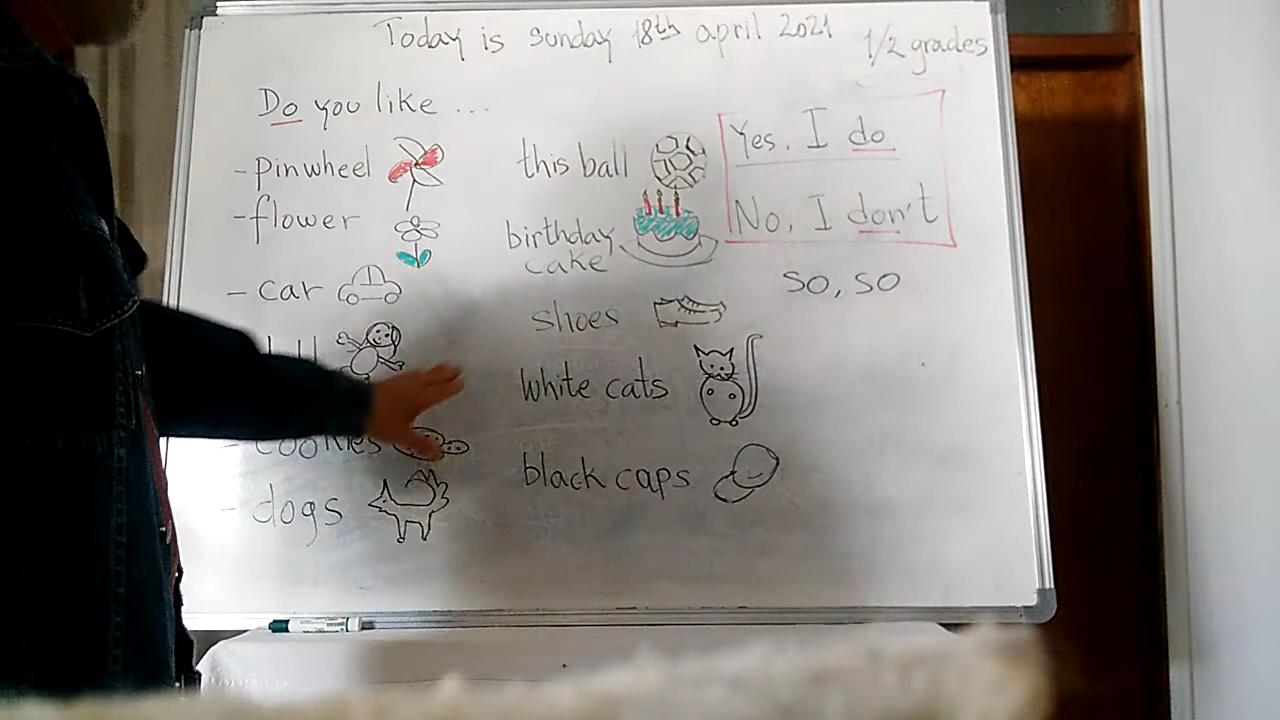 Today is Sunday 18th april 2021
1/2 grades
Do you like ...
- pinwheel
- flower
- car
- cookies
- dogs
this ball
birthday
cake
shoes
white cats
black caps
Yes, I do
No, I don't
so, so